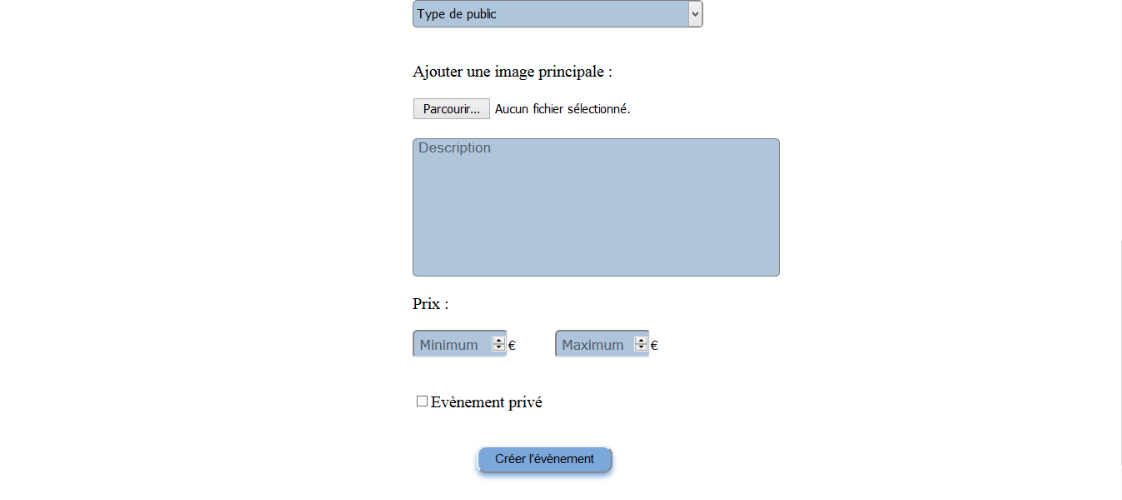 Type de public
Ajouter une image principale :
Parcourir... Aucun fichier sélectionné.
Description
Prix :
Minimum € Maximum €
Evènement privé
Créer l'évènement